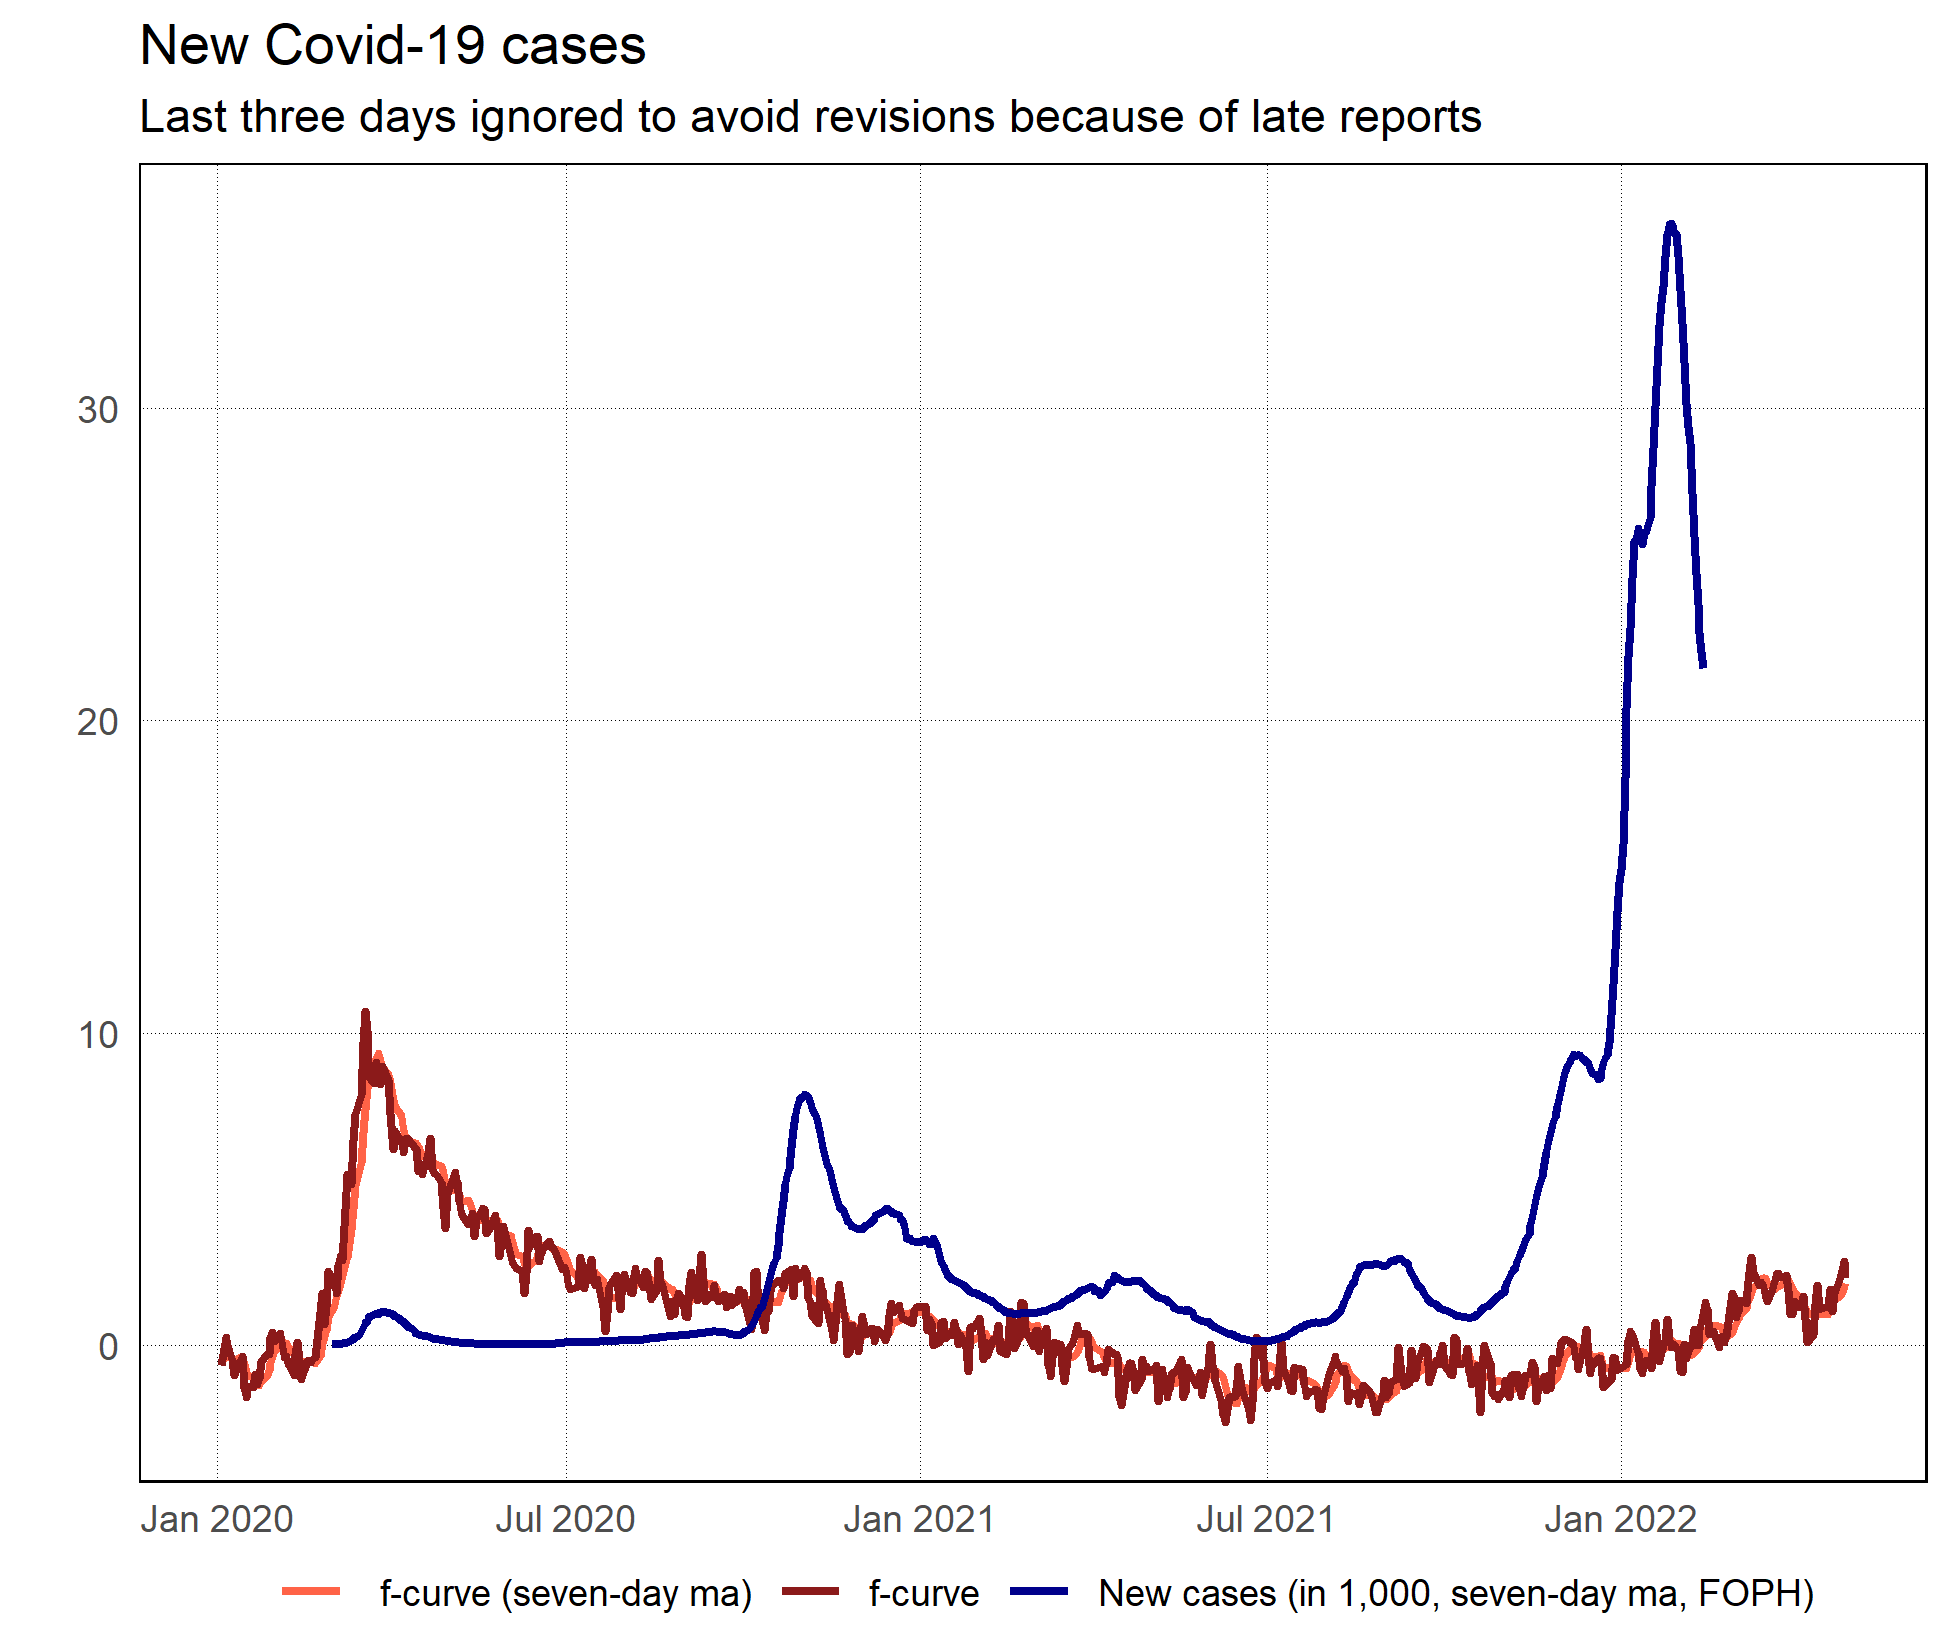 New Covid-19 cases
Last three days ignored to avoid revisions because of late reports
30
20
10
0
Jan 2020 Jul 2020 Jan 2021 Jul 2021 Jan 2022
f-curve (seven-day ma) f-curve New cases (in 1,000, seven-day ma, FOPH)